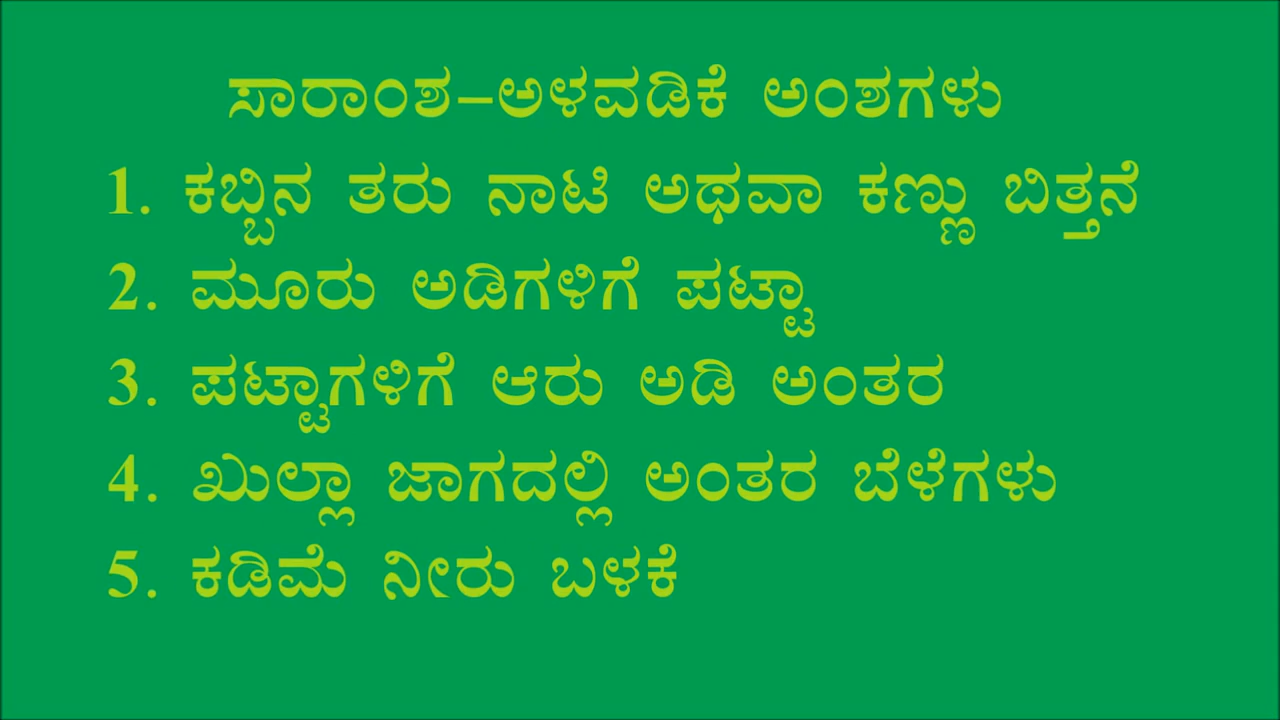 ಸಾರಾಂಶ-ಅಳವಡಿಕೆ ಅಂಶಗಳು
1. ಕಬ್ಬಿನ ತರು ನಾಟಿ ಅಥವಾ ಕಣ್ಣು ಬಿತ್ತನೆ
2. ಮೂರು ಅಡಿಗಳಿಗೆ ಪಟ್ಟಾ
3. ಪಟ್ಟಾಗಳಿಗೆ ಆರು ಅಡಿ ಅಂತರ
4. ಖುಲ್ಲಾ ಜಾಗದಲ್ಲಿ ಅಂತರ ಬೆಳೆಗಳು
5. ಕಡಿಮೆ ನೀರು ಬಳಕೆ